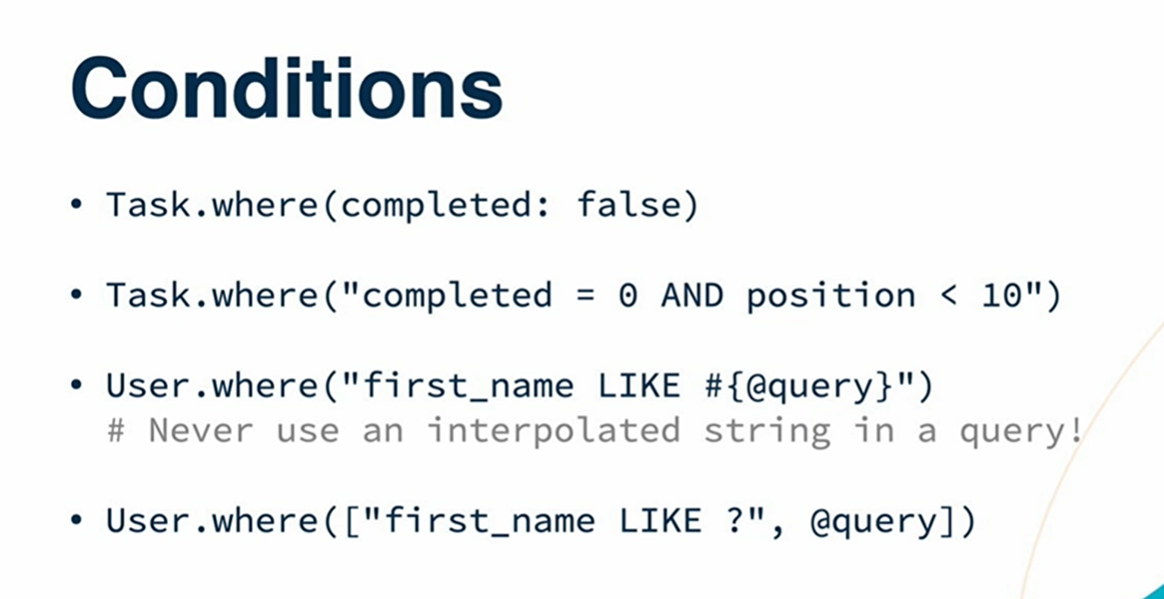 Conditions
• Task.where(completed: false)
• Task.where("completed = 0 AND position < 10")
• User.where("first_name LIKE #{@query}")
# Never use an interpolated string in a query!
• User.where(["first_name LIKE ?", @query])